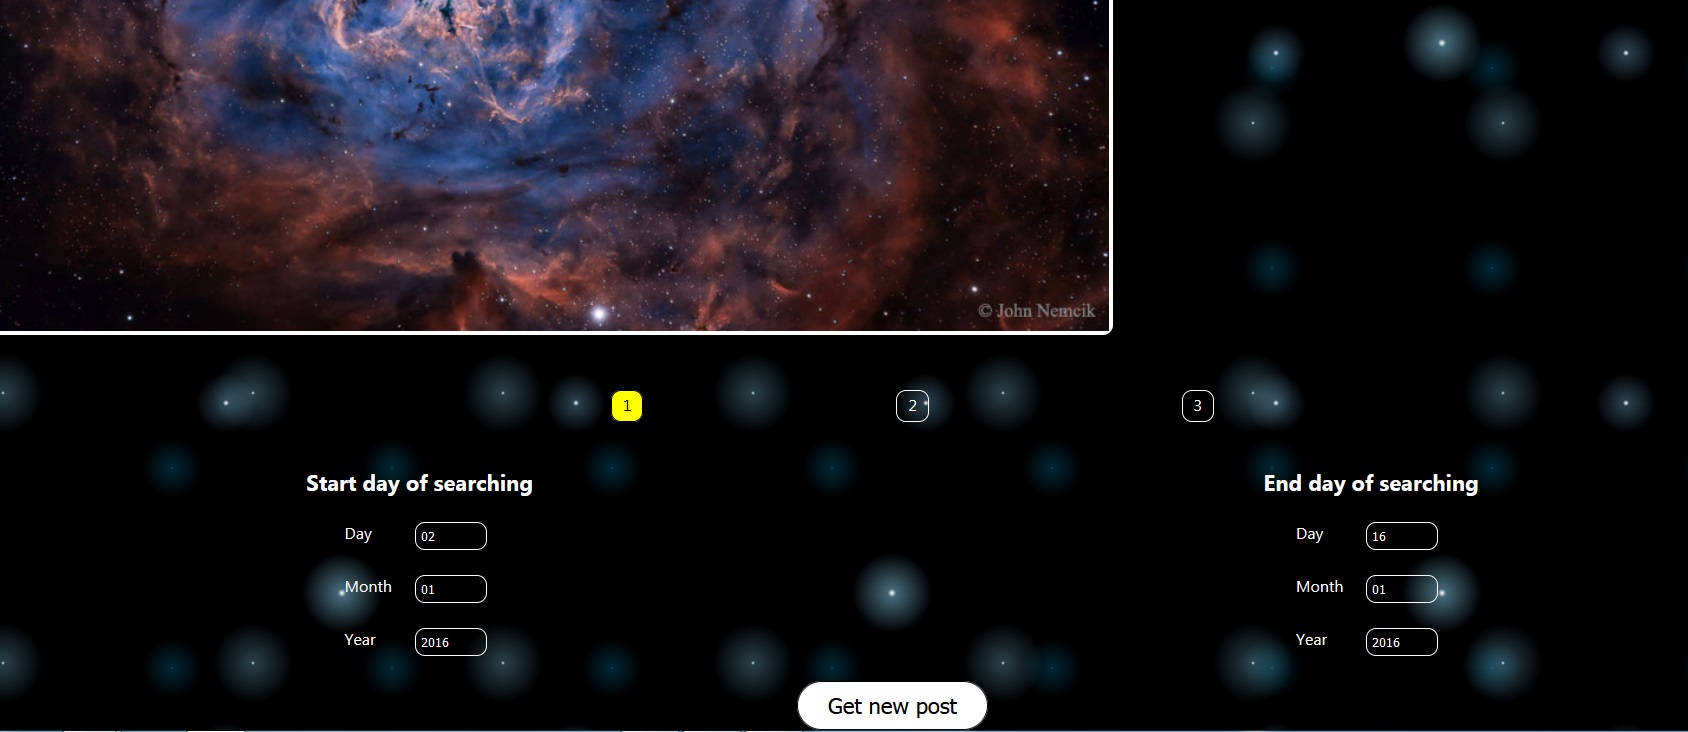 © John Nemcik
1 2 3
Start day of searching End day of searching
Day 02 Day 16
Month 01 Month 01
Year 2016 Year 2016
Get new post